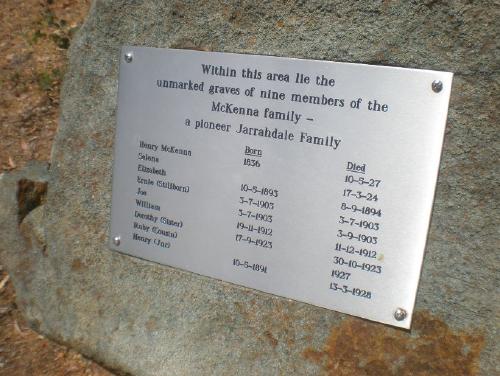 Within this area lie the
unmarked graves of nine members of the
McKenna family –
a pioneer Jarrahdale Family
Born Died
Henry McKenna 1836 10-5-27
Selena 17-3-24
Elizabeth 10-5-1893 8-9-1894
Ernie (Stillborn) 3-7-1903 3-7-1903
Joe 3-7-1903 3-9-1903
William 19-11-1912 11-12-1912
Dorothy (Sister) 17-9-1923 30-10-1923
Ruby (Cousin) 1927
Henry (Jnr) 10-5-1891 13-3-1928